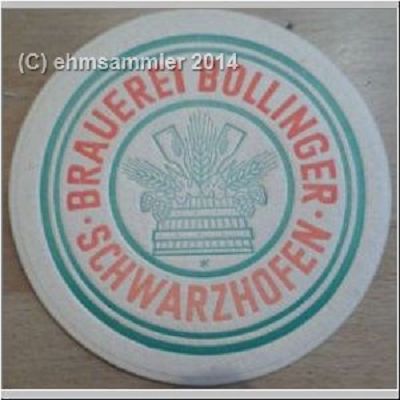 (C) ehmsammler 2014
BRAUEREI BOLLINGER
· SCHWARZHOFEN ·